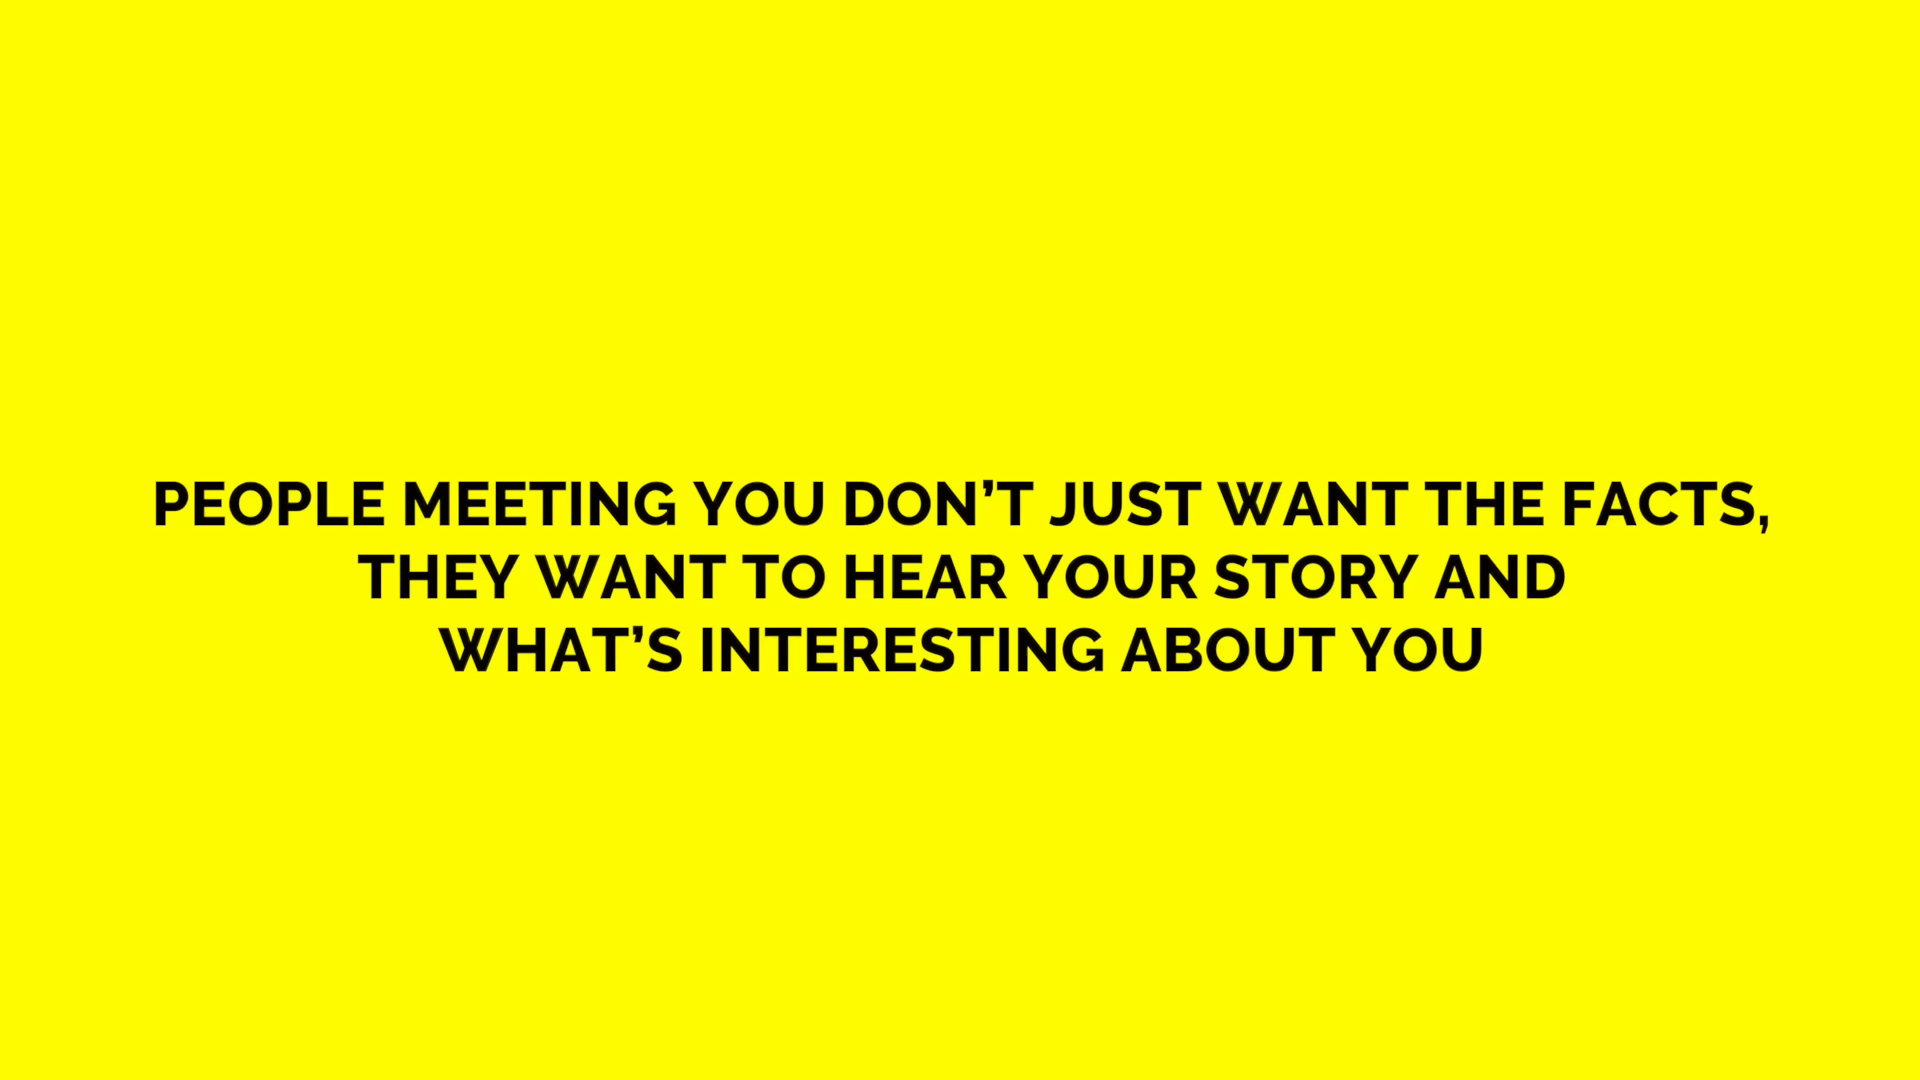 PEOPLE MEETING YOU DON’T JUST WANT THE FACTS,
THEY WANT TO HEAR YOUR STORY AND
WHAT’S INTERESTING ABOUT YOU